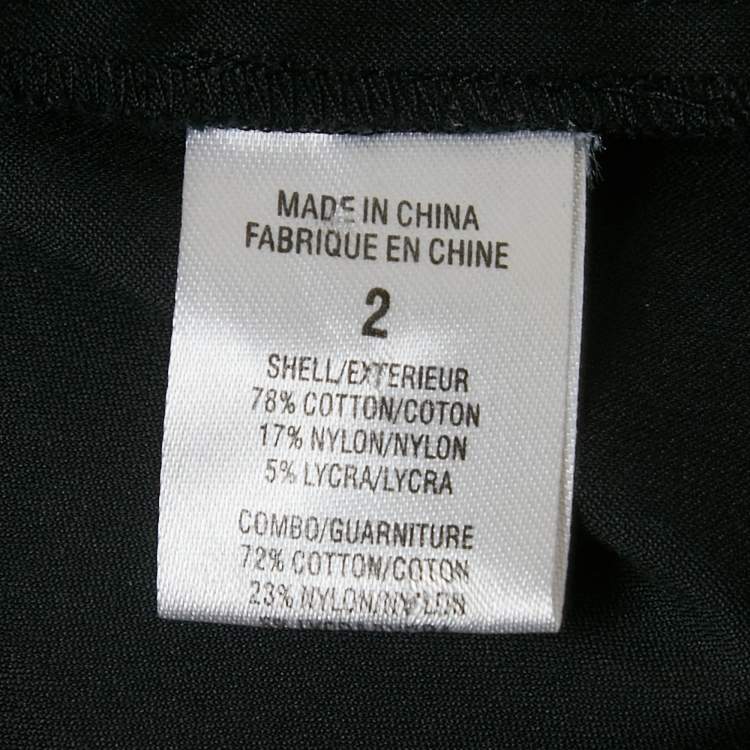 MADE IN CHINA
FABRIQUE EN CHINE
2
SHELL/EXTERIEUR
78% COTTON/COTON
17% NYLON/NYLON
5% LYCRA/LYCRA
COMBO/GUARNITURE
72% COTTON/COTON
23% NYLON/NYLON